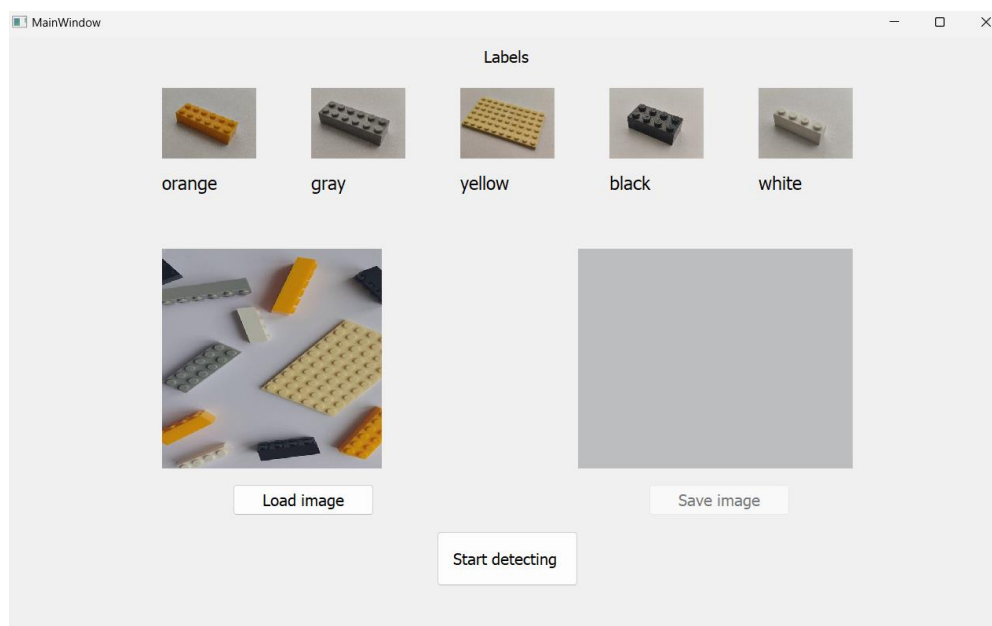 MainWindow
Labels
orange
gray
yellow
black
white
Load image
Save image
Start detecting